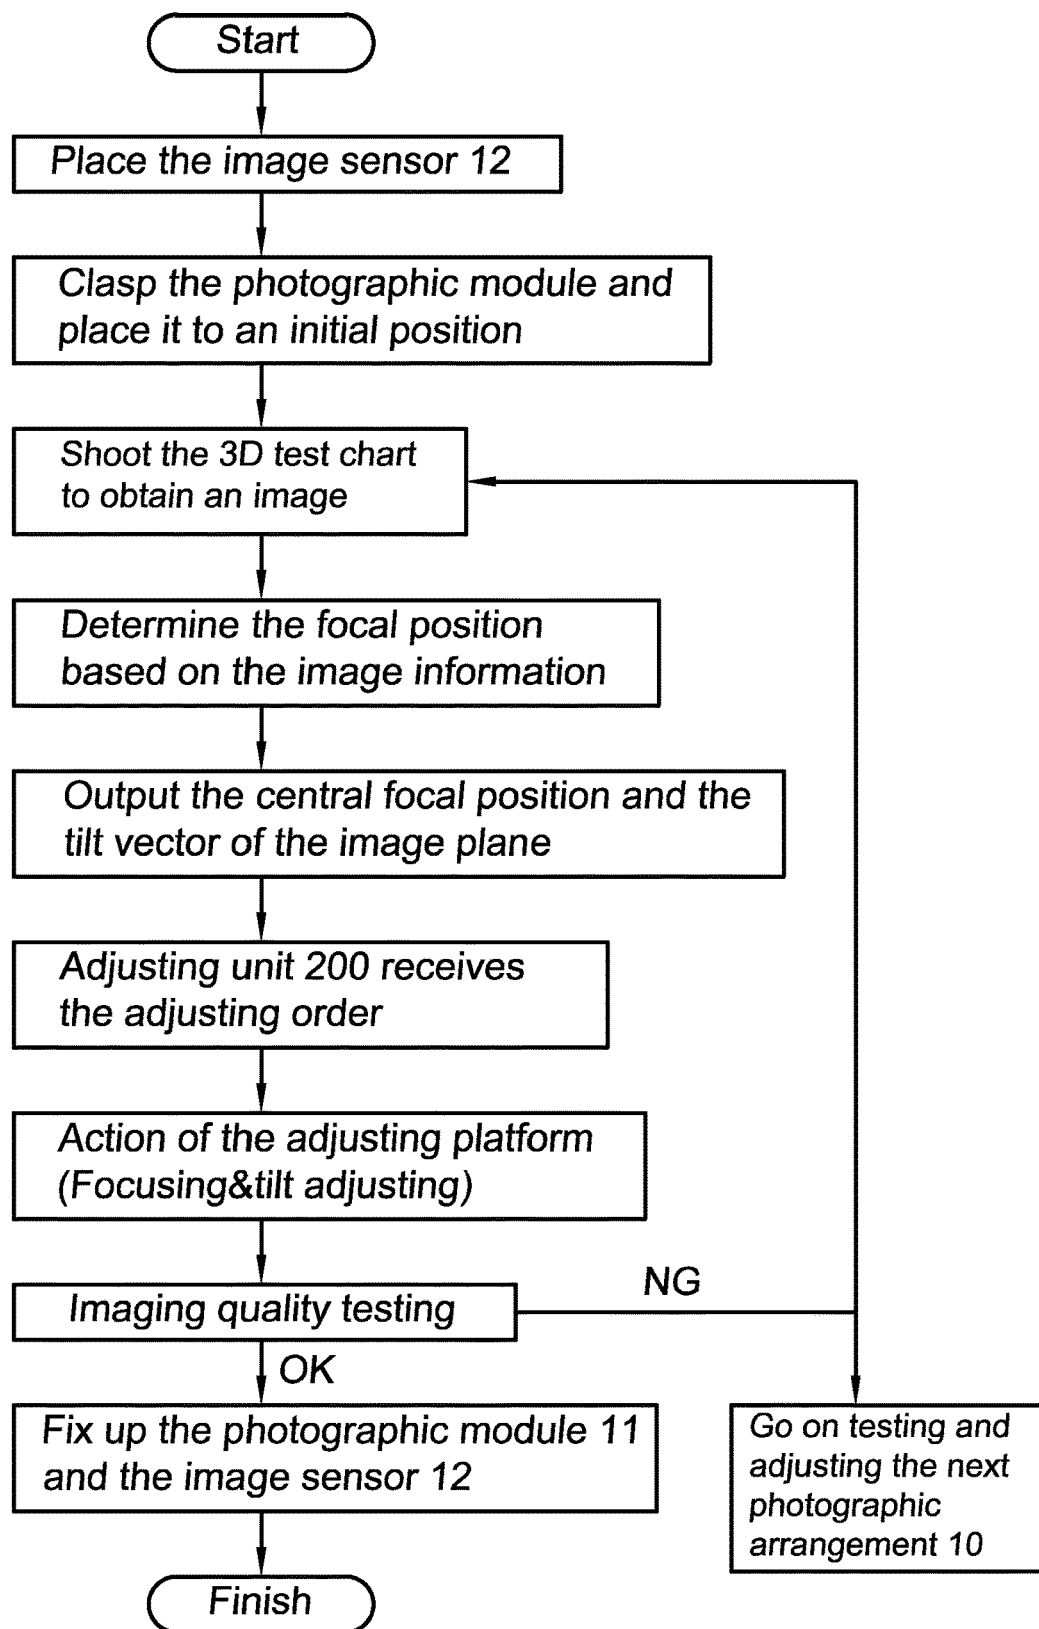 Start
Place the image sensor 12
Clasp the photographic module and
place it to an initial position
Shoot the 3D test chart
to obtain an image
Determine the focal position
based on the image information
Output the central focal position and the
tilt vector of the image plane
Adjusting unit 200 receives
the adjusting order
Action of the adjusting platform
(Focusing&tilt adjusting)
Imaging quality testing
NG
OK
Fix up the photographic module 11
and the image sensor 12
Go on testing and
adjusting the next
photographic
arrangement 10
Finish